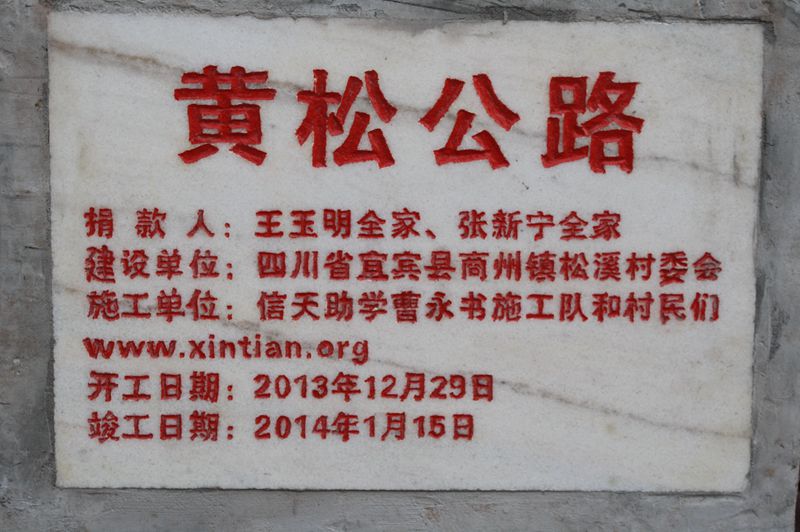 黄松公路
捐款人：王玉明全家、张新宁全家
建设单位：四川省宜宾县商州镇松溪村委会
施工单位：信天助学曹永书施工队和村民们
www.xintian.org
开工日期：2013年12月29日
竣工日期：2014年1月15日